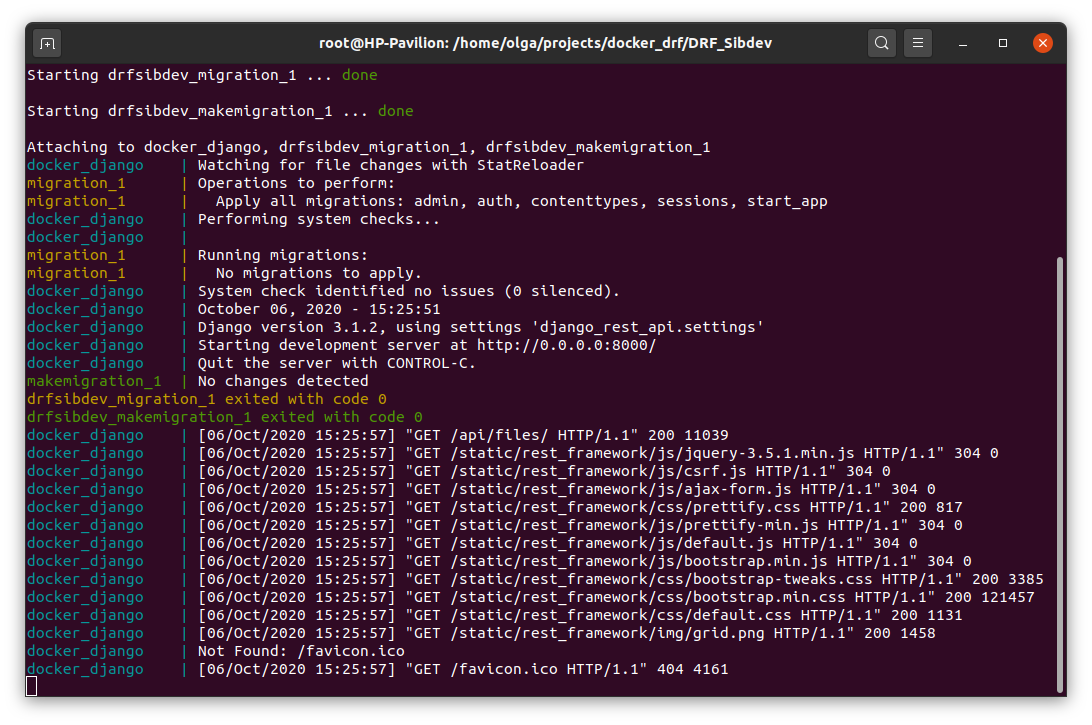 root@HP-Pavilion: /home/olga/projects/docker_drf/DRF_Sibdev
Starting drfsibdev_migration_1 ... done
Starting drfsibdev_makemigration_1 ... done
Attaching to docker_django, drfsibdev_migration_1, drfsibdev_makemigration_1
docker_django    | Watching for file changes with StatReloader
migration_1      | Operations to perform:
migration_1      |   Apply all migrations: admin, auth, contenttypes, sessions, start_app
docker_django    | Performing system checks...
docker_django    |
migration_1      | Running migrations:
migration_1      |   No migrations to apply.
docker_django    | System check identified no issues (0 silenced).
docker_django    | October 06, 2020 - 15:25:51
docker_django    | Django version 3.1.2, using settings 'django_rest_api.settings'
docker_django    | Starting development server at http://0.0.0.0:8000/
docker_django    | Quit the server with CONTROL-C.
makemigration_1  | No changes detected
drfsibdev_migration_1 exited with code 0
drfsibdev_makemigration_1 exited with code 0
docker_django    | [06/Oct/2020 15:25:57] "GET /api/files/ HTTP/1.1" 200 11039
docker_django    | [06/Oct/2020 15:25:57] "GET /static/rest_framework/js/jquery-3.5.1.min.js HTTP/1.1" 304 0
docker_django    | [06/Oct/2020 15:25:57] "GET /static/rest_framework/js/csrf.js HTTP/1.1" 304 0
docker_django    | [06/Oct/2020 15:25:57] "GET /static/rest_framework/js/ajax-form.js HTTP/1.1" 304 0
docker_django    | [06/Oct/2020 15:25:57] "GET /static/rest_framework/css/prettify.css HTTP/1.1" 200 817
docker_django    | [06/Oct/2020 15:25:57] "GET /static/rest_framework/js/prettify-min.js HTTP/1.1" 304 0
docker_django    | [06/Oct/2020 15:25:57] "GET /static/rest_framework/js/default.js HTTP/1.1" 304 0
docker_django    | [06/Oct/2020 15:25:57] "GET /static/rest_framework/js/bootstrap.min.js HTTP/1.1" 304 0
docker_django    | [06/Oct/2020 15:25:57] "GET /static/rest_framework/css/bootstrap-tweaks.css HTTP/1.1" 200 3385
docker_django    | [06/Oct/2020 15:25:57] "GET /static/rest_framework/css/bootstrap.min.css HTTP/1.1" 200 121457
docker_django    | [06/Oct/2020 15:25:57] "GET /static/rest_framework/css/default.css HTTP/1.1" 200 1131
docker_django    | [06/Oct/2020 15:25:57] "GET /static/rest_framework/img/grid.png HTTP/1.1" 200 1458
docker_django    | Not Found: /favicon.ico
docker_django    | [06/Oct/2020 15:25:57] "GET /favicon.ico HTTP/1.1" 404 4161